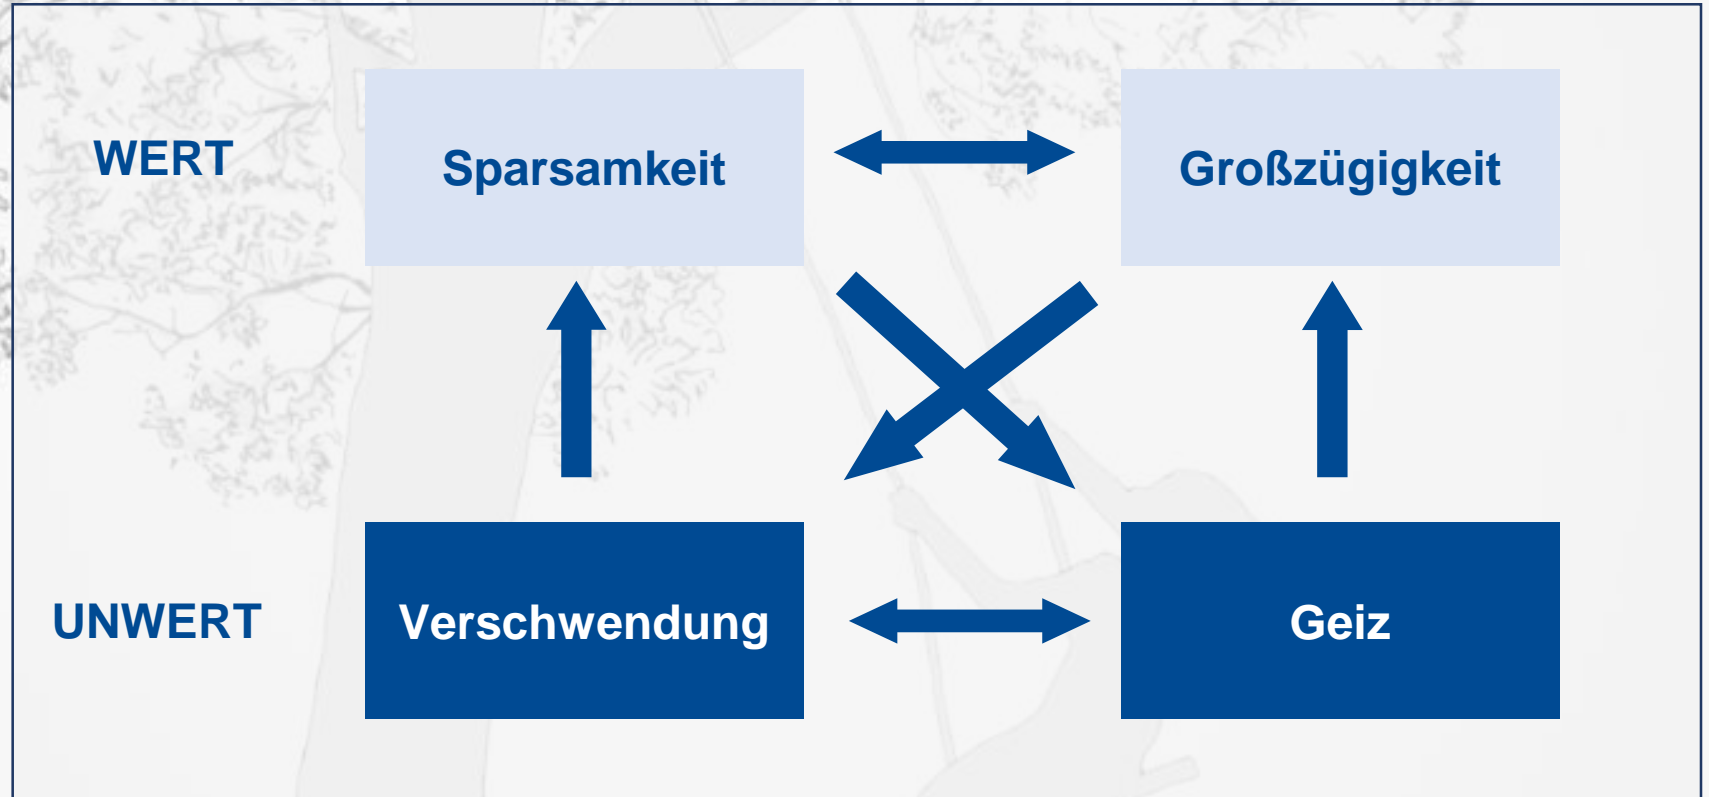 WERT
Sparsamkeit
Großzügigkeit
UNWERT
Verschwendung
Geiz